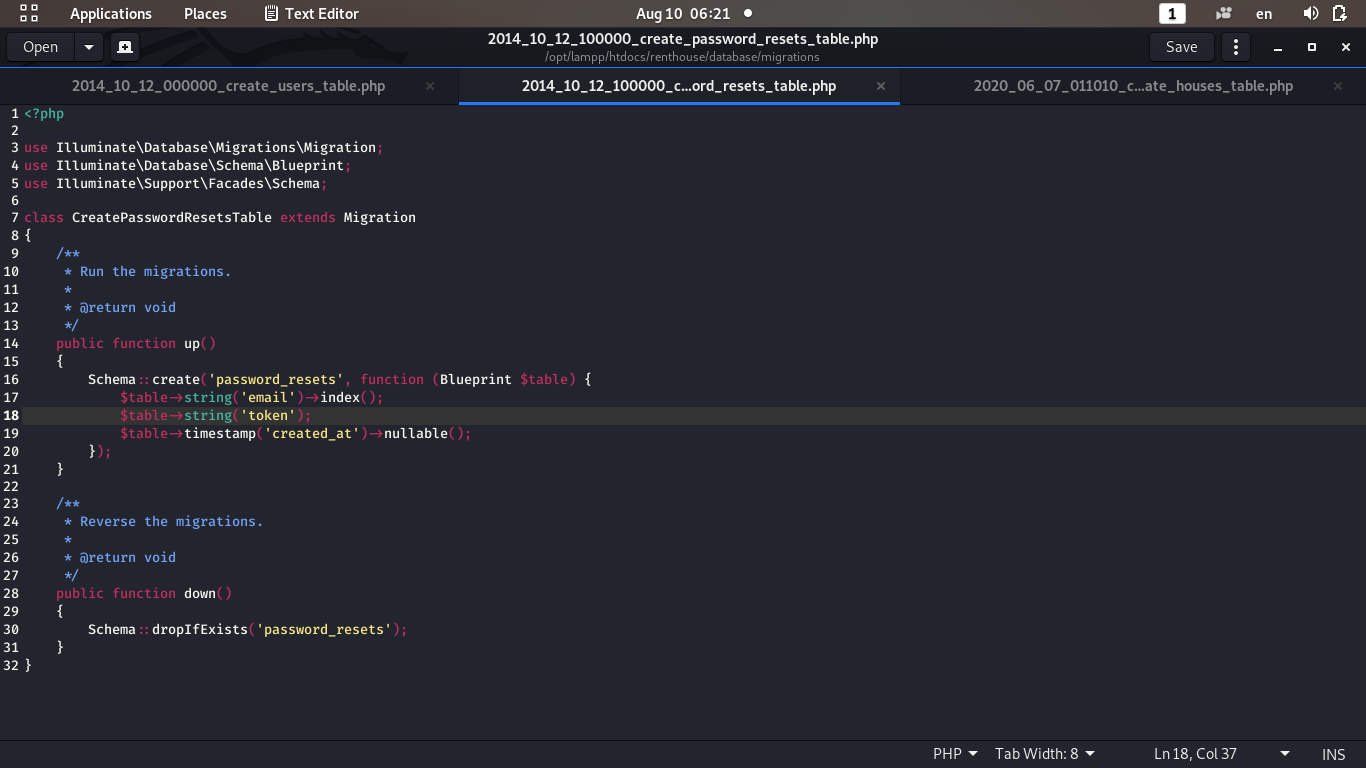 Applications Places Text Editor Aug 10 06:21 1 en
Open 2014_10_12_100000_create_password_resets_table.php Save
/opt/lampp/htdocs/renthouse/database/migrations
2014_10_12_000000_create_users_table.php 2014_10_12_100000_c...ord_resets_table.php 2020_06_07_011010_c...ate_houses_table.php
1 <?php
2
3 use Illuminate\Database\Migrations\Migration;
4 use Illuminate\Database\Schema\Blueprint;
5 use Illuminate\Support\Facades\Schema;
6
7 class CreatePasswordResetsTable extends Migration
8 {
9     /**
10      * Run the migrations.
11      *
12      * @return void
13      */
14     public function up()
15     {
16         Schema::create('password_resets', function (Blueprint $table) {
17             $table->string('email')->index();
18             $table->string('token');
19             $table->timestamp('created_at')->nullable();
20         });
21     }
22
23     /**
24      * Reverse the migrations.
25      *
26      * @return void
27      */
28     public function down()
29     {
30         Schema::dropIfExists('password_resets');
31     }
32 }
PHP Tab Width: 8 Ln 18, Col 37 INS